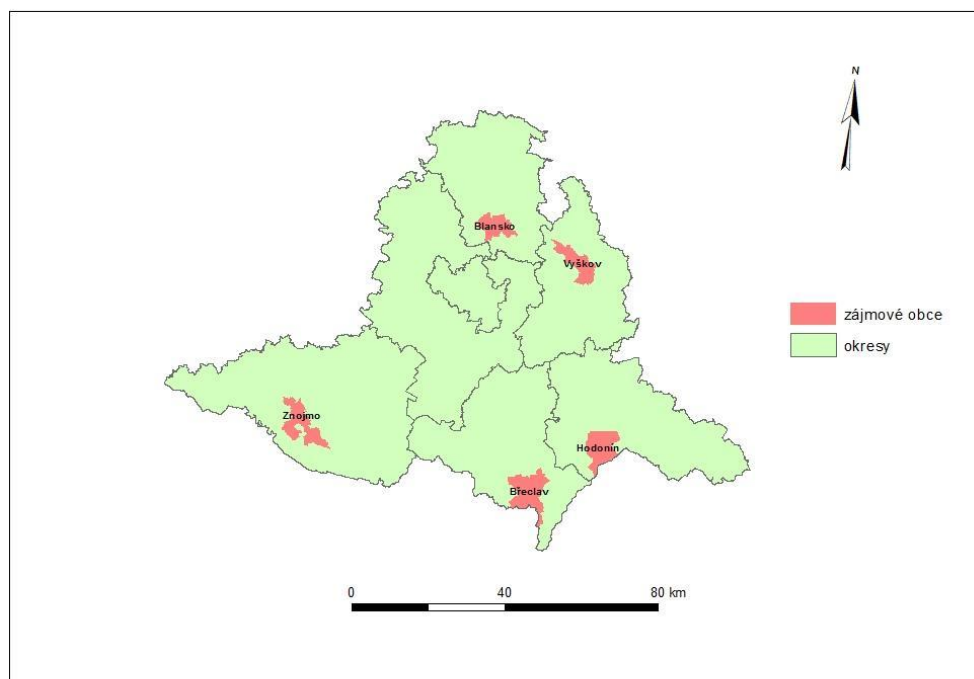 N
Blansko
Vyškov
zájmové obce
okresy
Znojmo
Hodonín
Břeclav
0 40 80 km